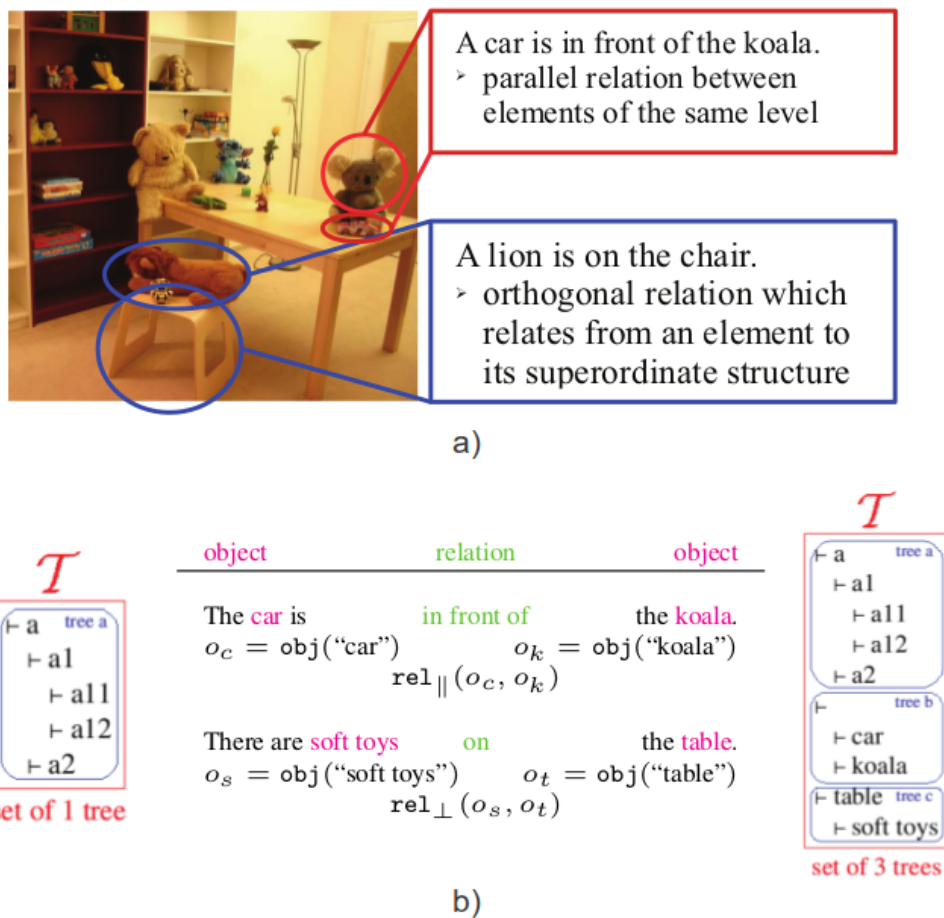 A car is in front of the koala.
➢ parallel relation between
elements of the same level
A lion is on the chair.
➢ orthogonal relation which
relates from an element to
its superordinate structure
a)
𝒯
⊢ a tree a
⊢ a1
⊢ a11
⊢ a12
⊢ a2
set of 1 tree
object relation object
The car is in front of the koala.
o_c = obj(“car”) o_k = obj(“koala”)
rel_∥(o_c, o_k)
There are soft toys on the table.
o_s = obj(“soft toys”) o_t = obj(“table”)
rel_⊥(o_s, o_t)
𝒯
⊢ a tree a
⊢ a1
⊢ a11
⊢ a12
⊢ a2
⊢ tree b
⊢ car
⊢ koala
⊢ table tree c
⊢ soft toys
set of 3 trees
b)